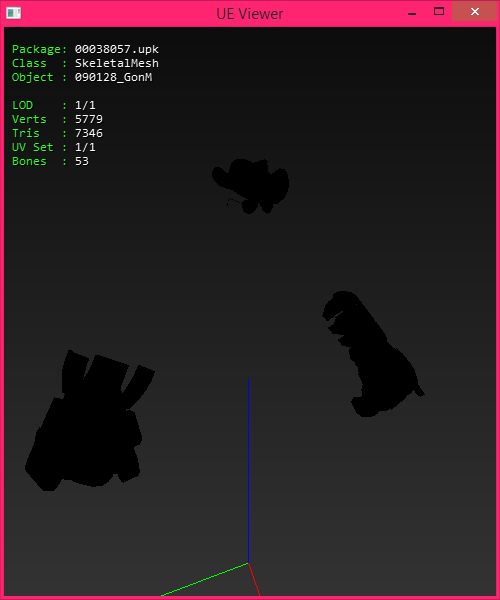 UE Viewer
Package: 00038057.upk
Class  : SkeletalMesh
Object : 090128_GonM
LOD    : 1/1
Verts  : 5779
Tris   : 7346
UV Set : 1/1
Bones  : 53